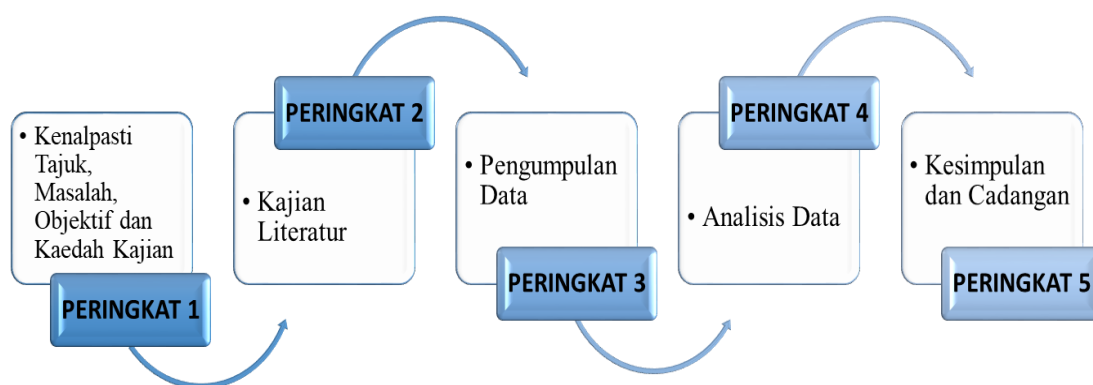 • Kenalpasti
Tajuk,
Masalah,
Objektif dan
Kaedah Kajian
PERINGKAT 1
PERINGKAT 2
• Kajian
Literatur
• Pengumpulan
Data
PERINGKAT 3
PERINGKAT 4
• Analisis Data
• Kesimpulan
dan Cadangan
PERINGKAT 5